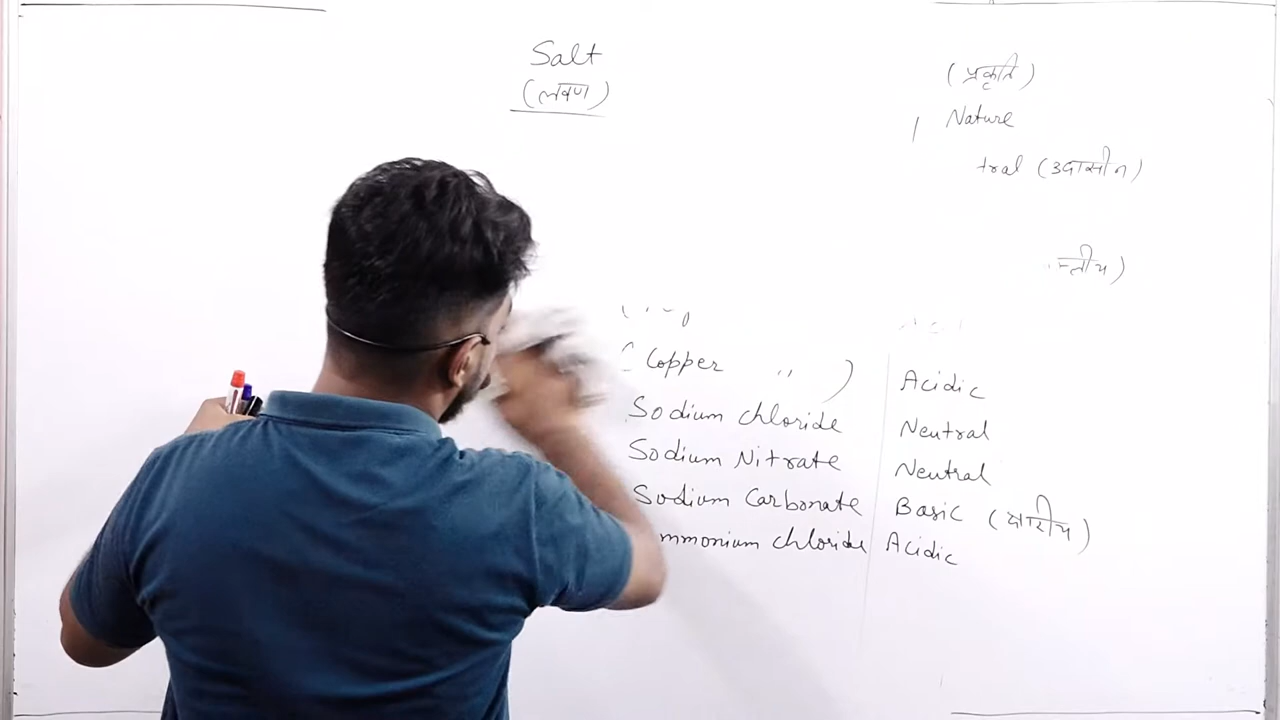 Salt
(लवण)
(प्रकृति)
Nature
tral (उदासीन)
म्लीय)
(Copper " ) Acidic
Sodium chloride Neutral
Sodium Nitrate Neutral
Sodium Carbonate Basic (क्षारीय)
mmonium chloride Acidic